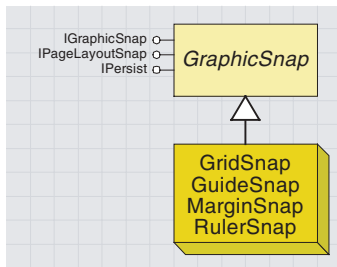 IGraphicSnap
IPageLayoutSnap
IPersist
GraphicSnap
GridSnap
GuideSnap
MarginSnap
RulerSnap